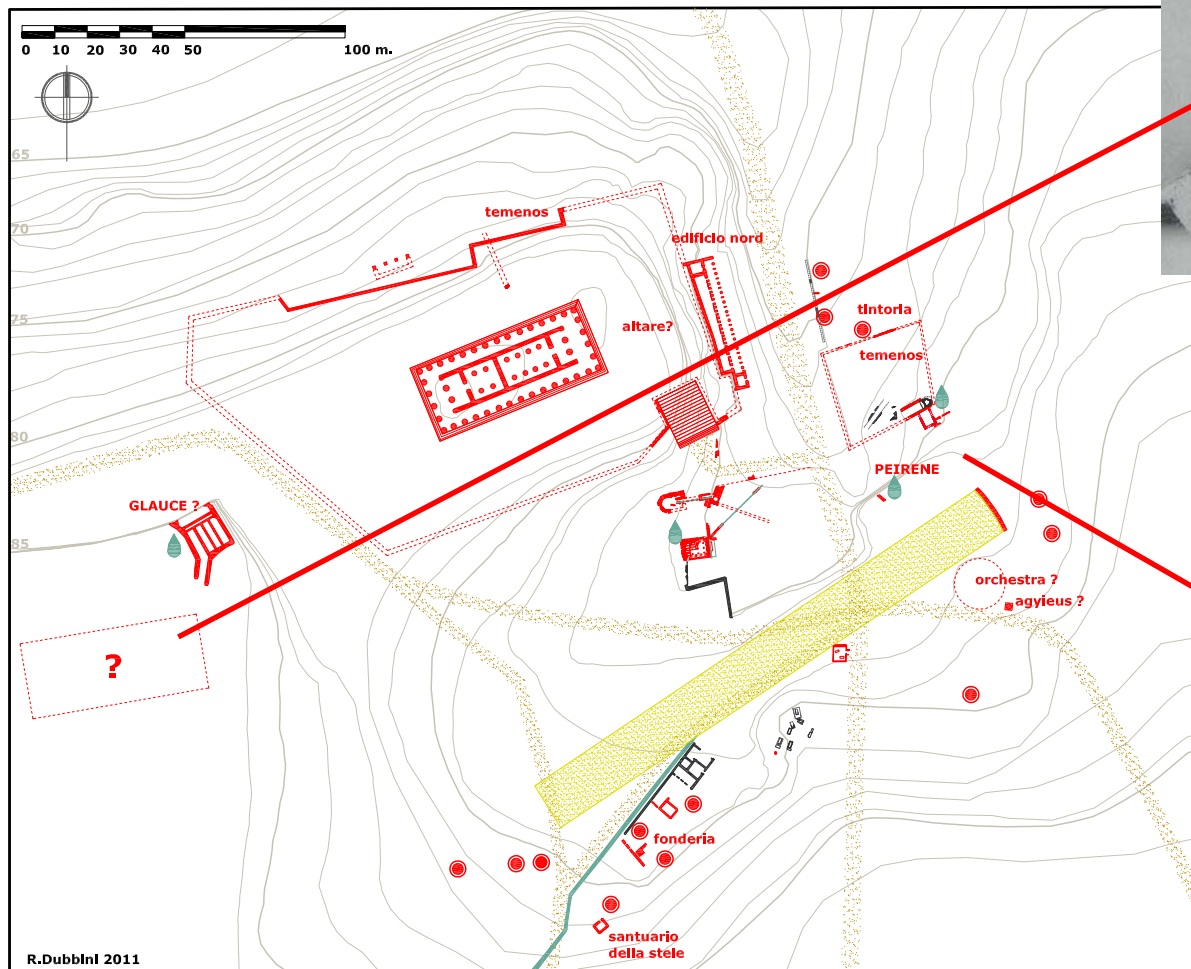 0 10 20 30 40 50 100 m.
65
70
75
80
85
temenos
edificio nord
altare?
tintoria
temenos
PEIRENE
GLAUCE ?
orchestra ?
agyieus ?
?
fonderia
santuario
della stele
R.Dubbini 2011